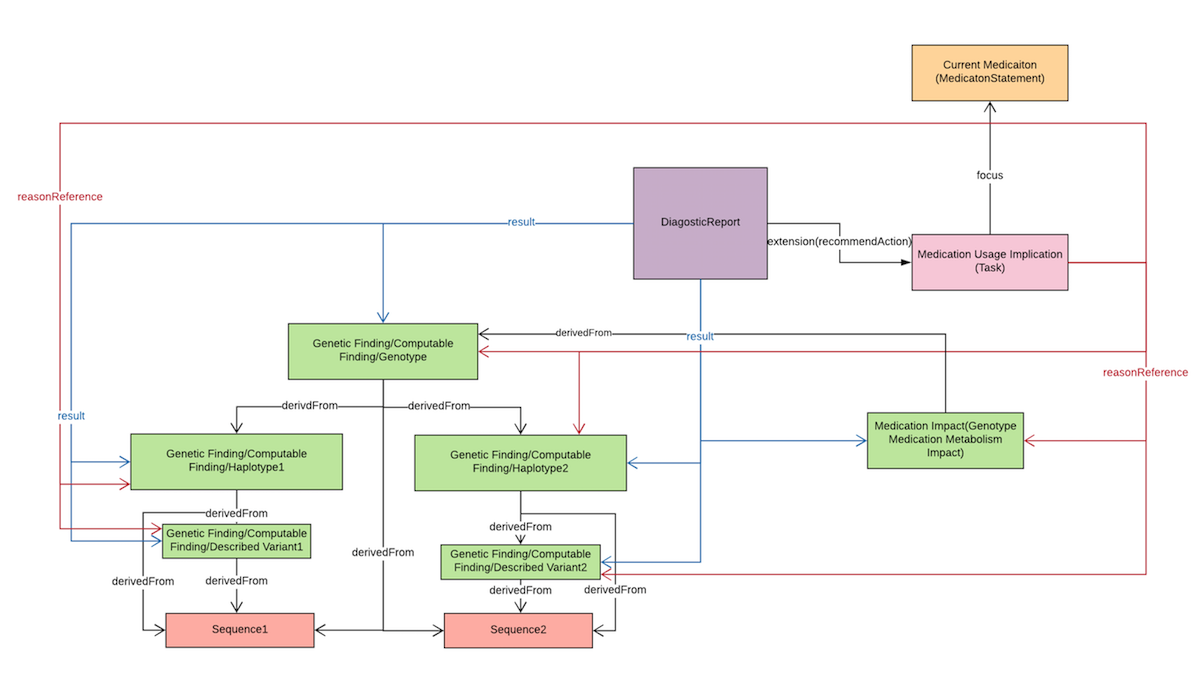 Current Medicaiton
(MedicatonStatement)
focus
reasonReference
result
DiagosticReport
extension(recommendAction)
Medication Usage Implication
(Task)
derivedFrom
result
Genetic Finding/Computable
Finding/Genotype
reasonReference
derivdFrom
derivedFrom
result
Medication Impact(Genotype
Medication Metabolism
Impact)
Genetic Finding/Computable
Finding/Haplotype1
Genetic Finding/Computable
Finding/Haplotype2
derivedFrom
derivedFrom
Genetic Finding/Computable
Finding/Described Variant1
derivedFrom
Genetic Finding/Computable
Finding/Described Variant2
derivedFrom
derivedFrom
derivedFrom
derivedFrom
Sequence1
Sequence2